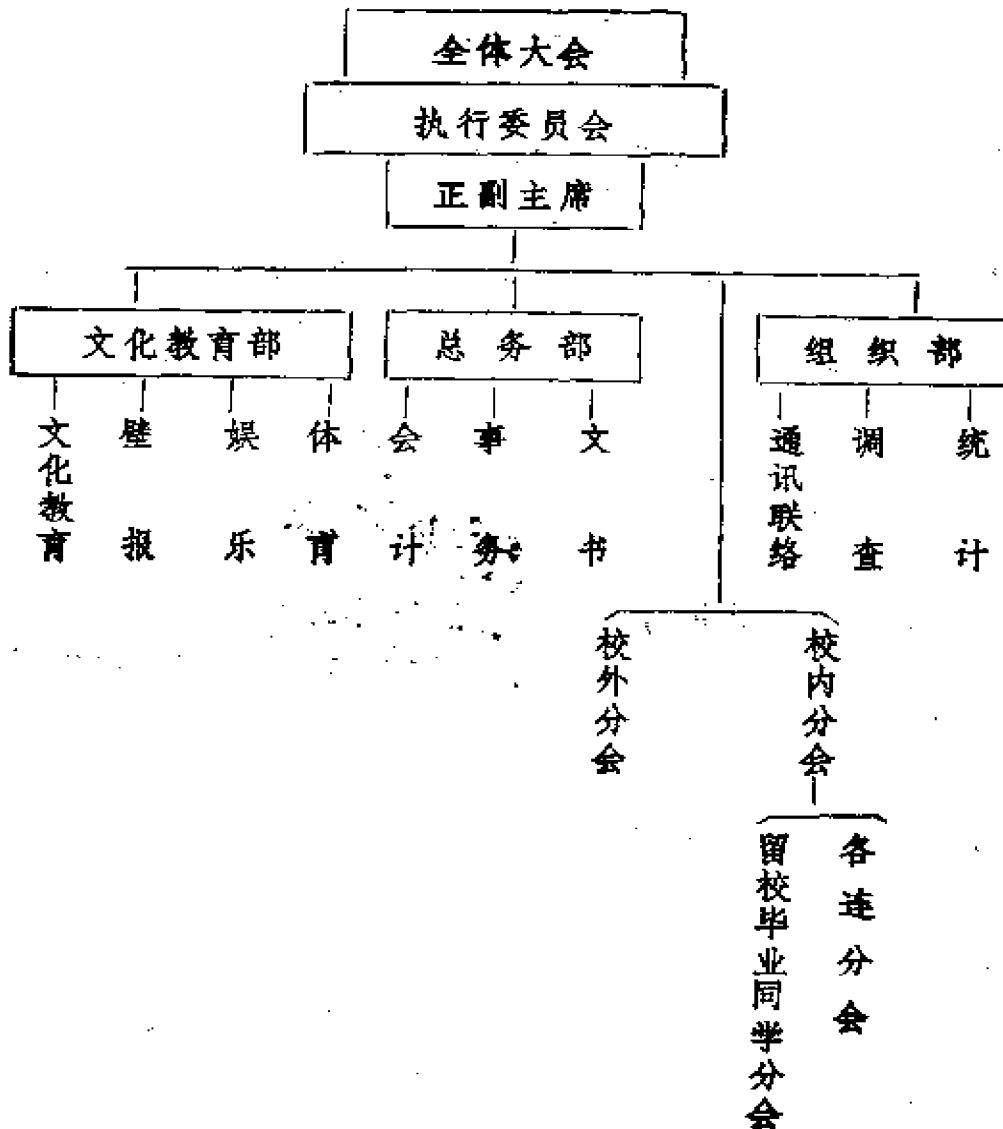 全体大会
执行委员会
正副主席
文化教育部
总务部
组织部
文化教育
壁报
娱乐
体育
会计
事务
文书
通讯联络
调查
统计
校外分会
校内分会
留校毕业同学分会
各连分会